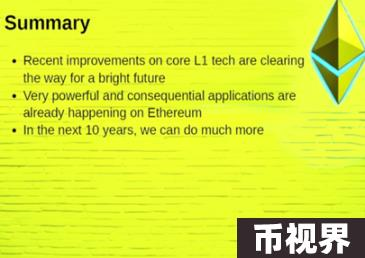 Summary
• Recent improvements on core L1 tech are clearing
the way for a bright future
• Very powerful and consequential applications are
already happening on Ethereum
• In the next 10 years, we can do much more
币视界